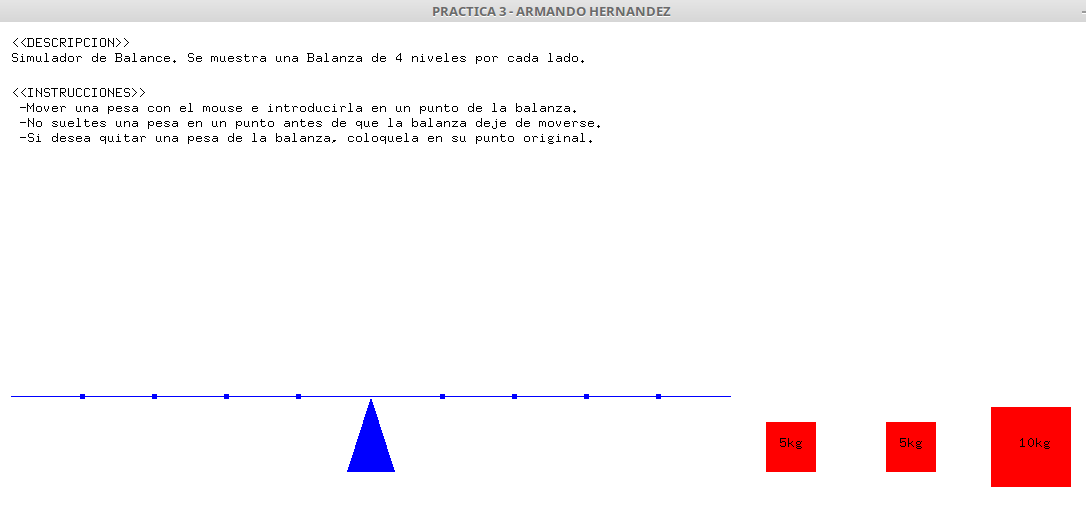 PRACTICA 3 - ARMANDO HERNANDEZ
<<DESCRIPCION>>
Simulador de Balance. Se muestra una Balanza de 4 niveles por cada lado.
<<INSTRUCCIONES>>
-Mover una pesa con el mouse e introducirla en un punto de la balanza.
-No sueltes una pesa en un punto antes de que la balanza deje de moverse.
-Si desea quitar una pesa de la balanza, coloquela en su punto original.
5kg
5kg
10kg